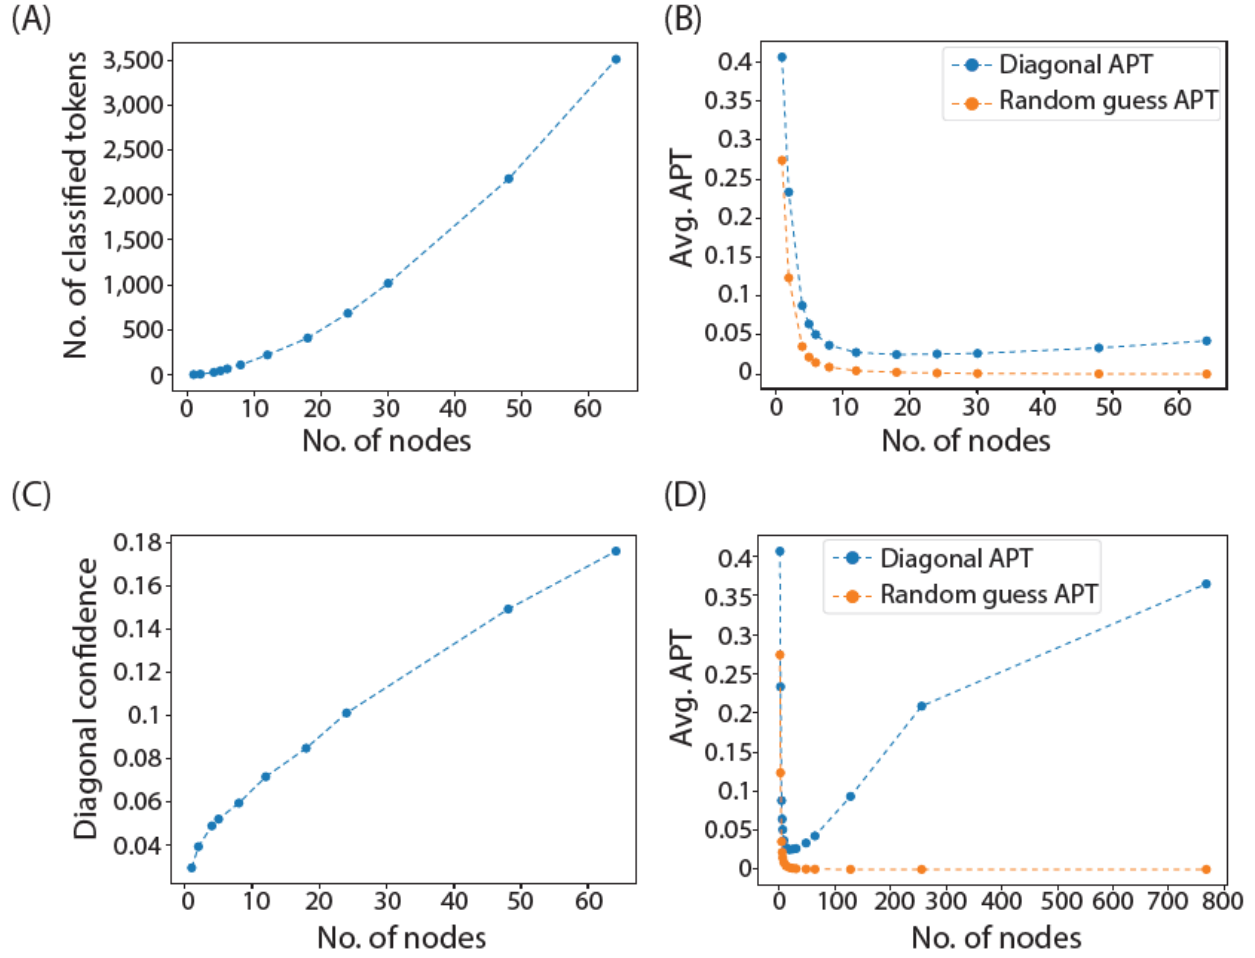 (A)
No. of classified tokens
3,500
3,000
2,500
2,000
1,500
1,000
500
0
0 10 20 30 40 50 60
No. of nodes
(B)
Avg. APT
0.4
0.35
0.3
0.25
0.2
0.15
0.1
0.05
0
Diagonal APT
Random guess APT
0 10 20 30 40 50 60
No. of nodes
(C)
Diagonal confidence
0.18
0.16
0.14
0.12
0.1
0.08
0.06
0.04
0 10 20 30 40 50 60
No. of nodes
(D)
Avg. APT
0.4
0.35
0.3
0.25
0.2
0.15
0.1
0.05
0
Diagonal APT
Random guess APT
0 100 200 300 400 500 600 700 800
No. of nodes